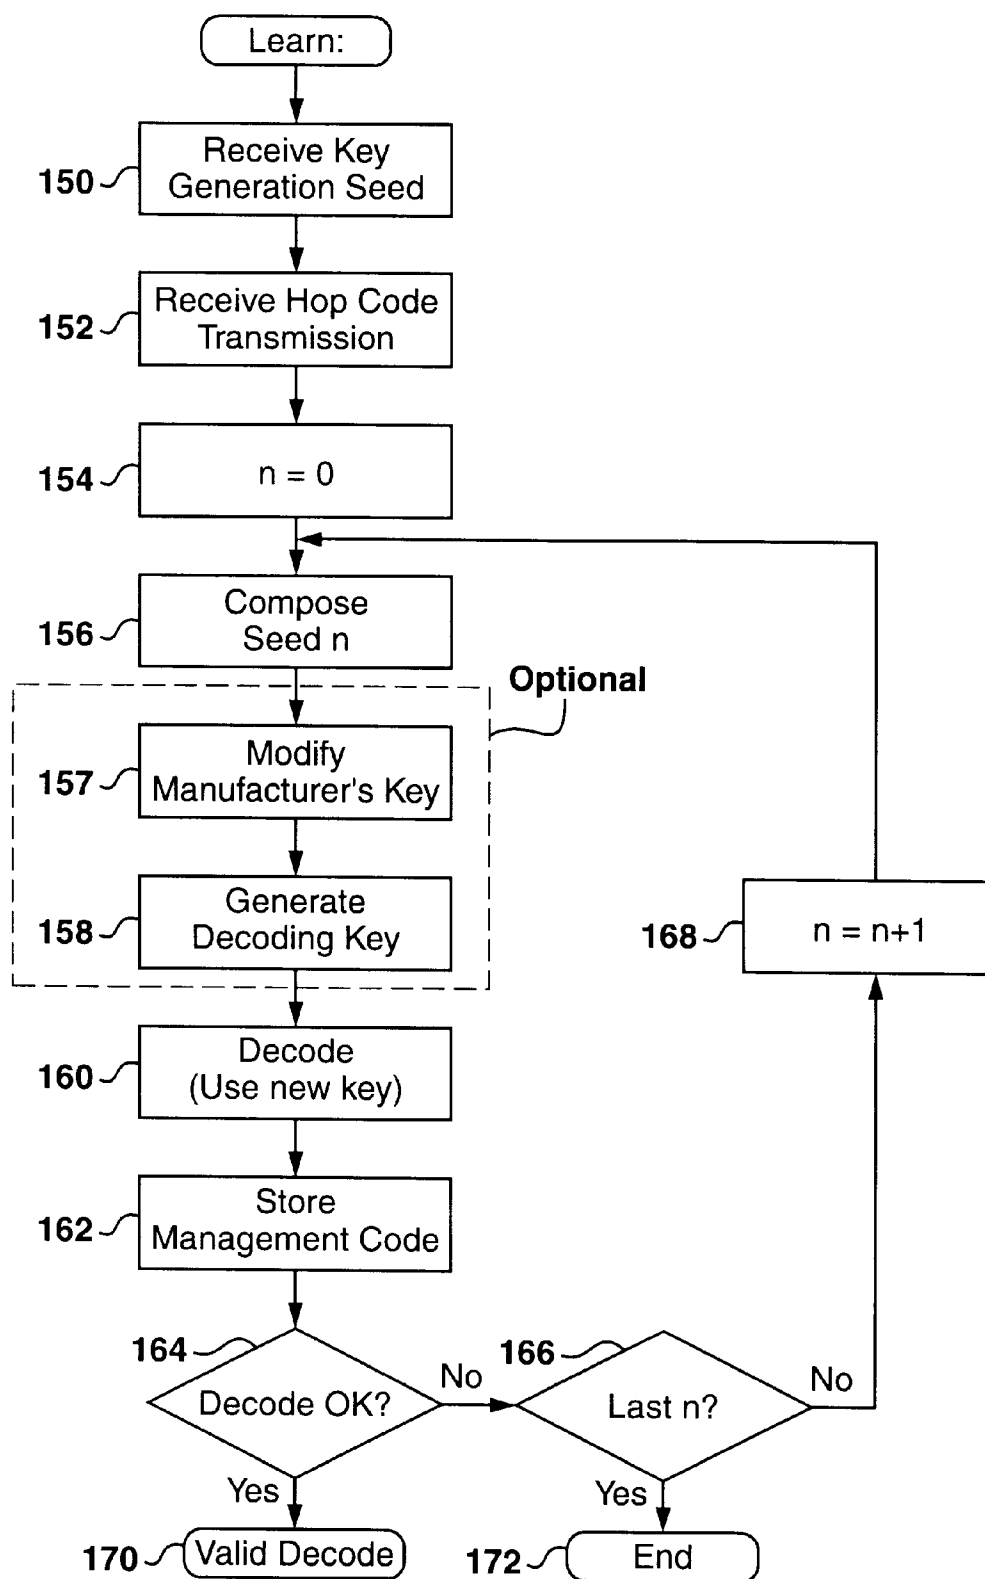 Learn:
150
Receive Key
Generation Seed
152
Receive Hop Code
Transmission
154
n = 0
156
Compose
Seed n
Optional
157
Modify
Manufacturer's Key
158
Generate
Decoding Key
168
n = n+1
160
Decode
(Use new key)
162
Store
Management Code
164
Decode OK?
No
166
Last n?
No
Yes
Yes
170
Valid Decode
172
End